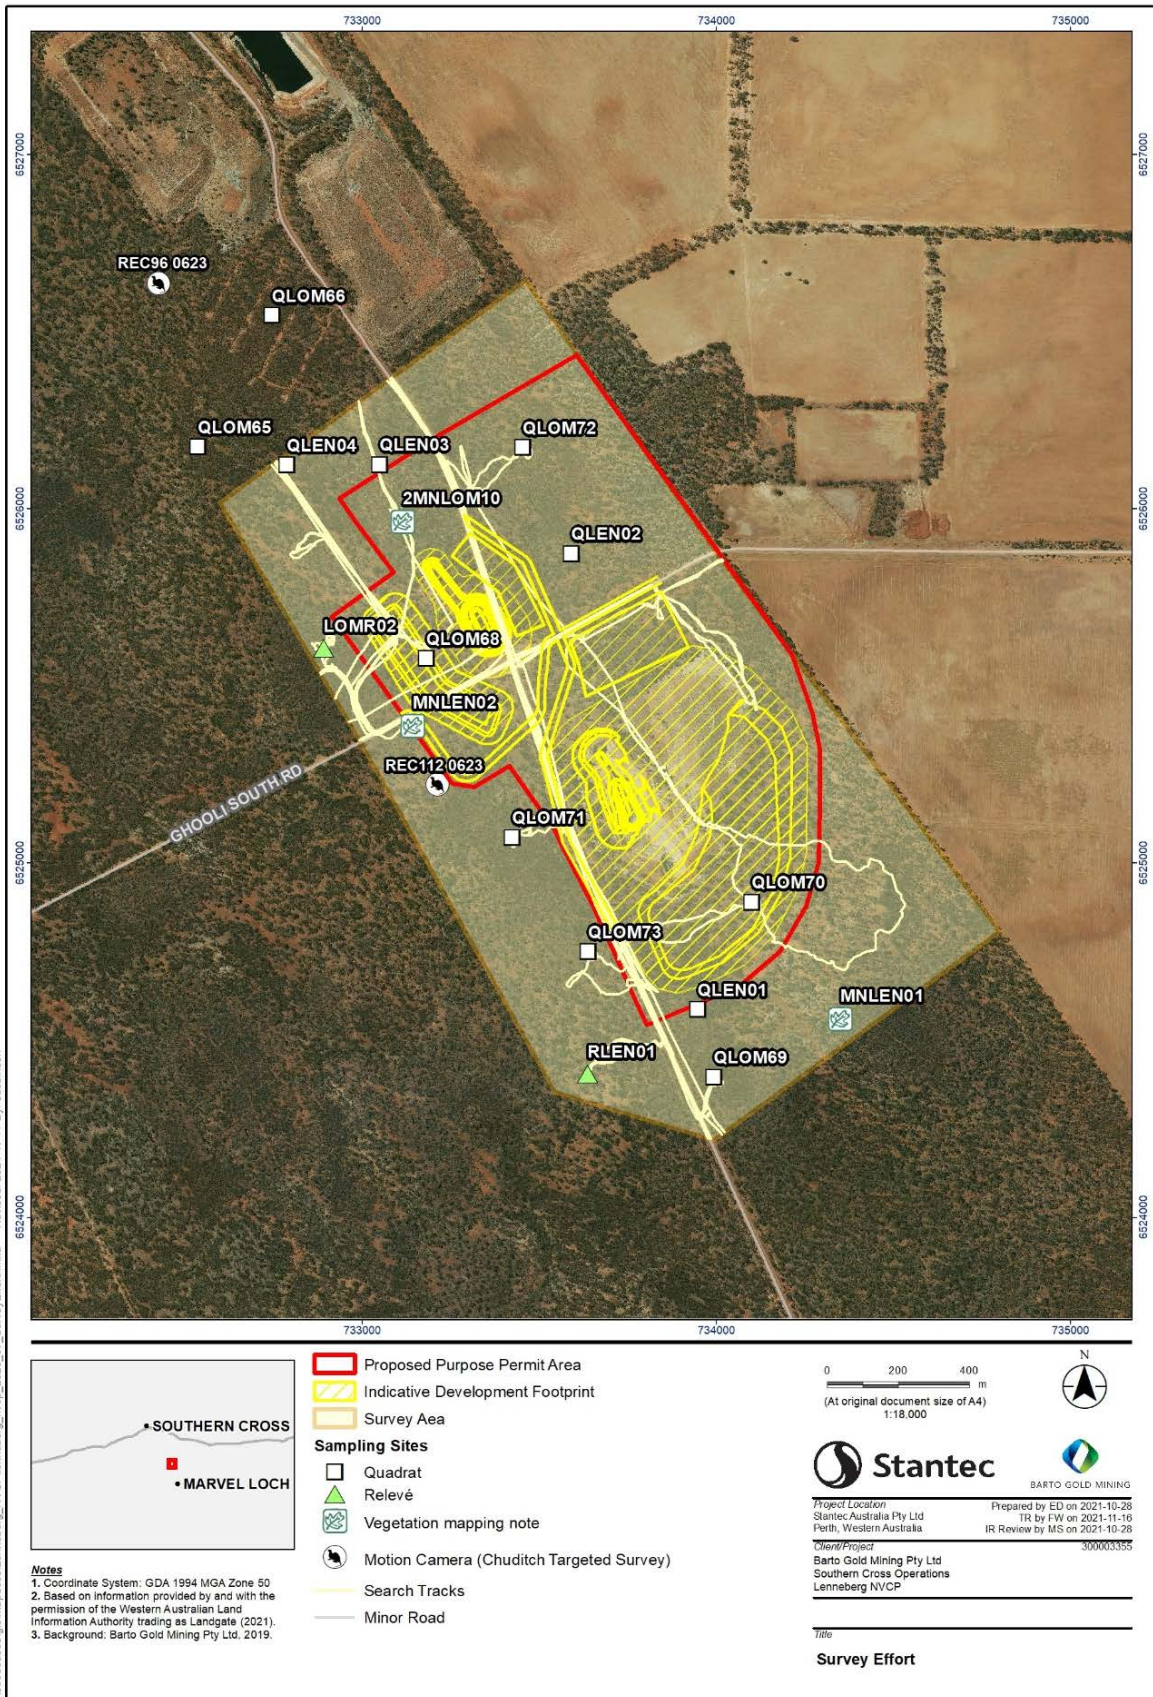 733000 734000 735000
6527000 6527000
REC96 0623
QLOM66
QLOM65
QLEN04
QLEN03
QLOM72
2MNLOM10
6526000 6526000
QLEN02
LOMR02
QLOM68
MNLEN02
REC112 0623
GHOOLI SOUTH RD
QLOM71
6525000 6525000
QLOM70
QLOM73
QLEN01
MNLEN01
RLEN01
QLOM69
6524000 6524000
733000 734000 735000
SOUTHERN CROSS
MARVEL LOCH
Notes
1. Coordinate System: GDA 1994 MGA Zone 50
2. Based on information provided by and with the
permission of the Western Australian Land
Information Authority trading as Landgate (2021).
3. Background: Barto Gold Mining Pty Ltd, 2019.
Proposed Purpose Permit Area
Indicative Development Footprint
Survey Aea
Sampling Sites
Quadrat
Relevé
Vegetation mapping note
Motion Camera (Chuditch Targeted Survey)
Search Tracks
Minor Road
0 200 400
m
(At original document size of A4)
1:18,000
N
Stantec
BARTO GOLD MINING
Project Location
Stantec Australia Pty Ltd
Perth, Western Australia
Prepared by ED on 2021-10-28
TR by FW on 2021-11-16
IR Review by MS on 2021-10-28
Client/Project 300003355
Barto Gold Mining Pty Ltd
Southern Cross Operations
Lenneberg NVCP
Title
Survey Effort